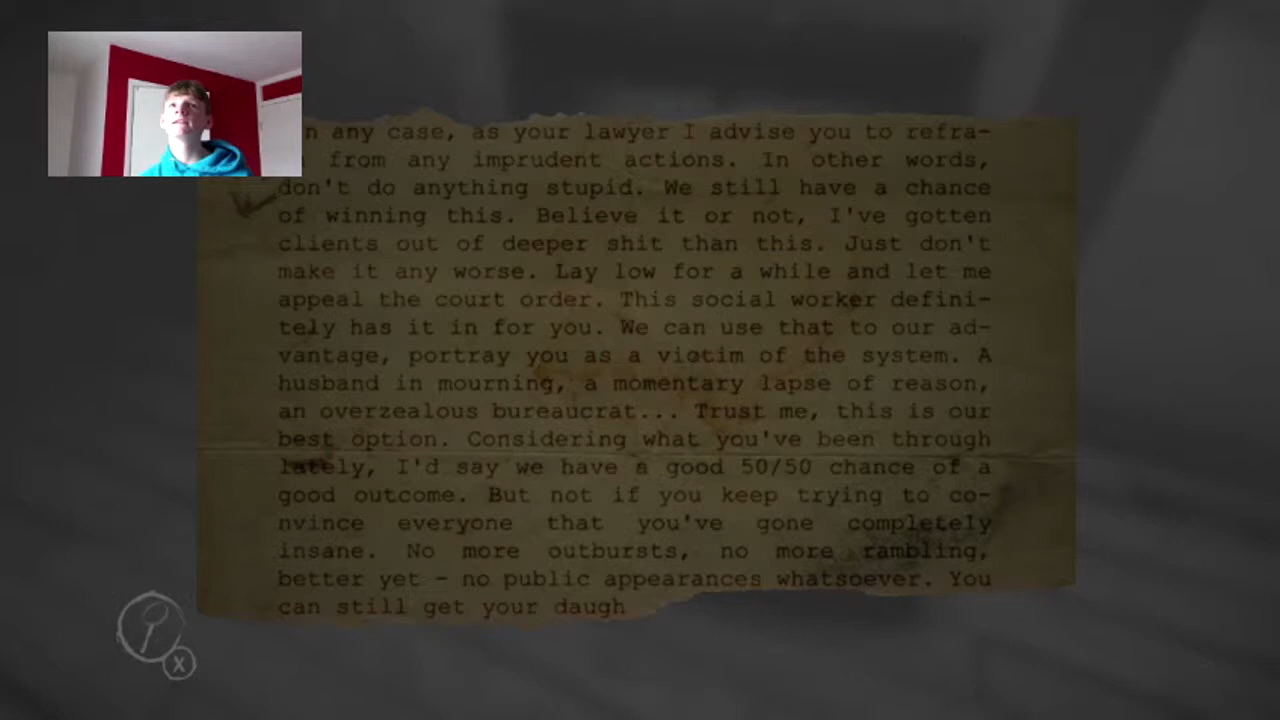 n any case, as your lawyer I advise you to refra-
from any imprudent actions. In other words,
don't do anything stupid. We still have a chance
of winning this. Believe it or not, I've gotten
clients out of deeper shit than this. Just don't
make it any worse. Lay low for a while and let me
appeal the court order. This social worker defini-
tely has it in for you. We can use that to our ad-
vantage, portray you as a victim of the system. A
husband in mourning, a momentary lapse of reason,
an overzealous bureaucrat... Trust me, this is our
best option. Considering what you've been through
lately, I'd say we have a good 50/50 chance of a
good outcome. But not if you keep trying to co-
nvince everyone that you've gone completely
insane. No more outbursts, no more rambling,
better yet - no public appearances whatsoever. You
can still get your daugh
X